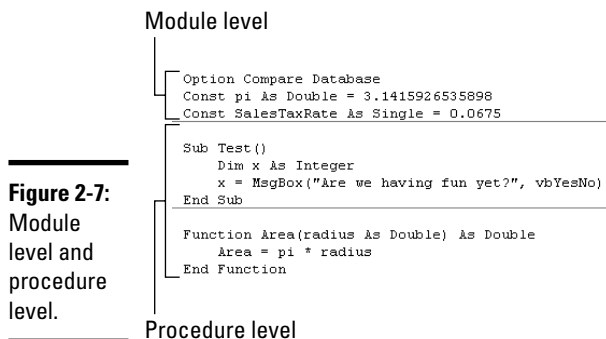 Module level
Option Compare Database
Const pi As Double = 3.1415926535898
Const SalesTaxRate As Single = 0.0675
Sub Test()
    Dim x As Integer
    x = MsgBox("Are we having fun yet?", vbYesNo)
End Sub
Function Area(radius As Double) As Double
    Area = pi * radius
End Function
Procedure level
Figure 2-7:
Module
level and
procedure
level.